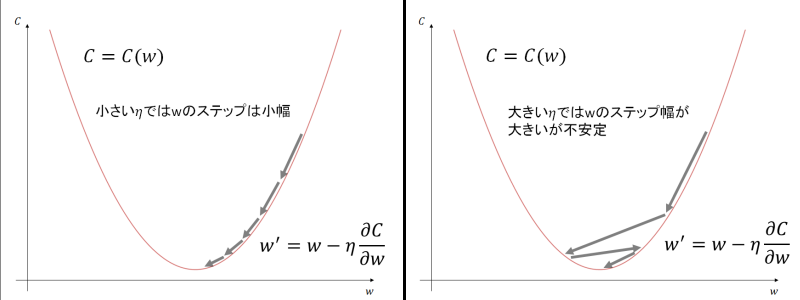 C
C = C(w)
小さいηではwのステップは小幅
w′ = w − η ∂C/∂w
w
C
C = C(w)
大きいηではwのステップ幅が
大きいが不安定
w′ = w − η ∂C/∂w
w